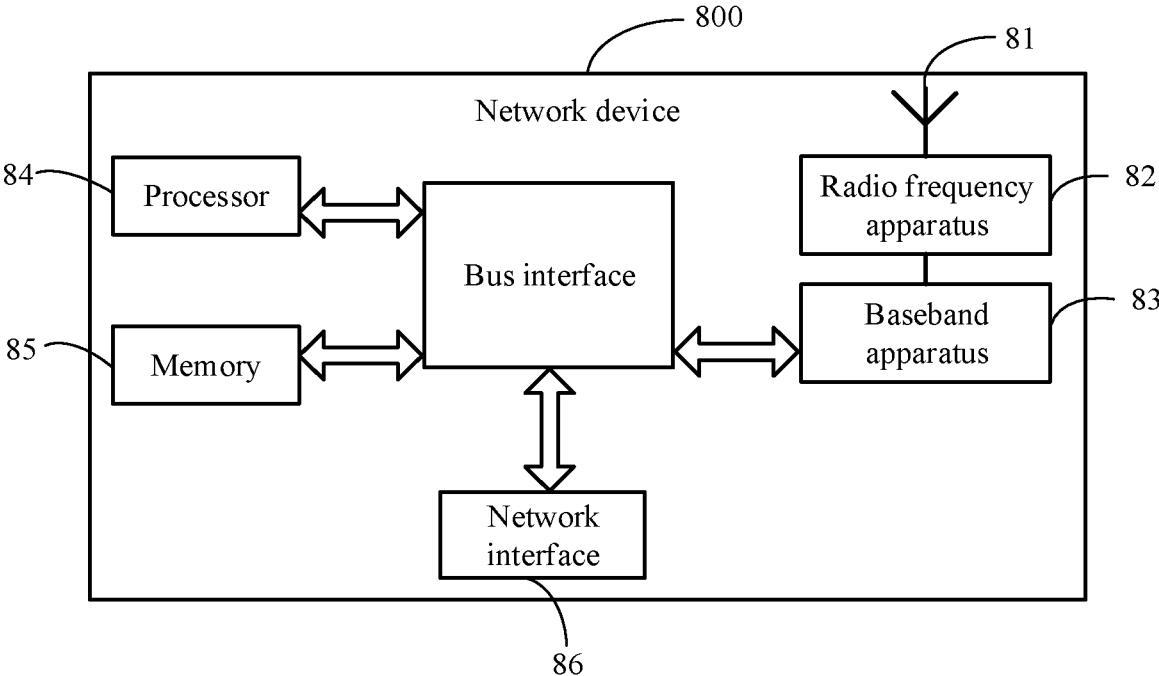 800
81
Network device
84
Processor
Radio frequency
apparatus
82
Bus interface
85
Memory
Baseband
apparatus
83
Network
interface
86